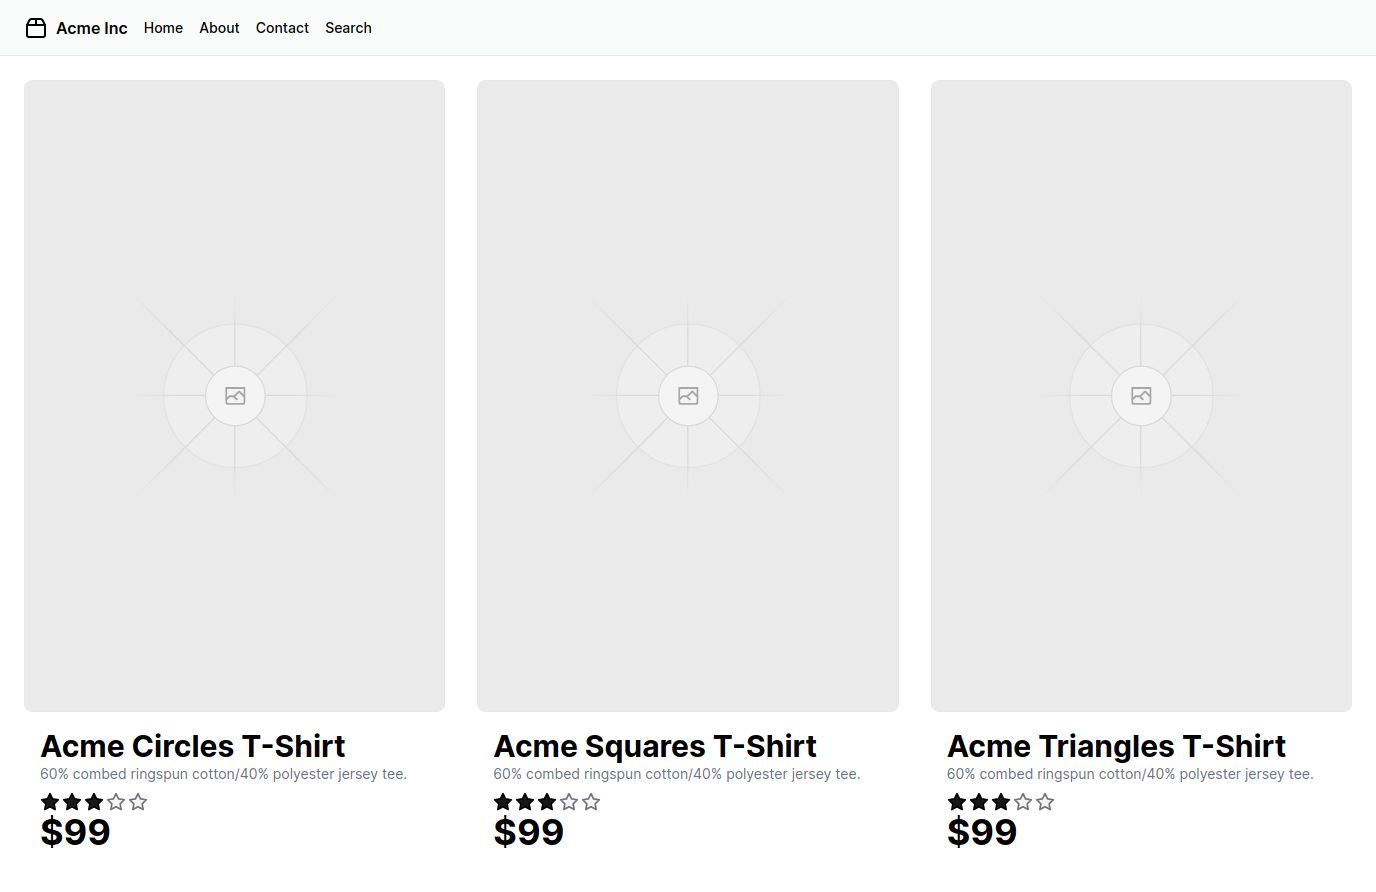 Acme Inc Home About Contact Search
Acme Circles T-Shirt
60% combed ringspun cotton/40% polyester jersey tee.
$99
Acme Squares T-Shirt
60% combed ringspun cotton/40% polyester jersey tee.
$99
Acme Triangles T-Shirt
60% combed ringspun cotton/40% polyester jersey tee.
$99